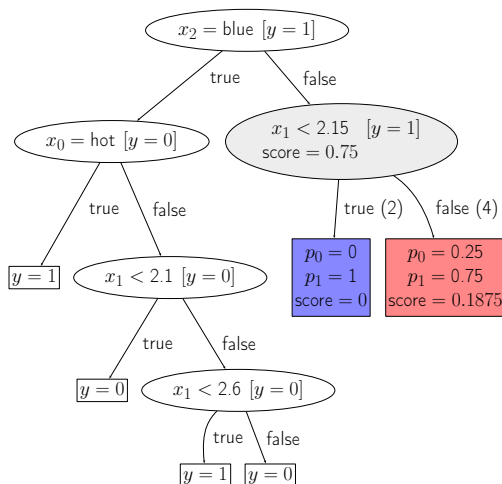 x₂ = blue [y = 1]
true
false
x₀ = hot [y = 0]
x₁ < 2.15 [y = 1]
score = 0.75
true
false
true (2)
false (4)
y = 1
x₁ < 2.1 [y = 0]
p₀ = 0
p₁ = 1
score = 0
p₀ = 0.25
p₁ = 0.75
score = 0.1875
true
false
y = 0
x₁ < 2.6 [y = 0]
true
false
y = 1
y = 0